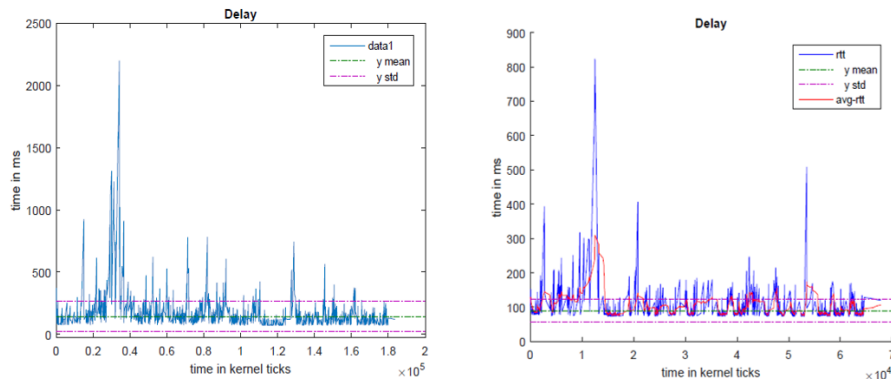 Delay
2500
2000
1500
1000
500
0
time in ms
data1
y mean
y std
0 0.2 0.4 0.6 0.8 1 1.2 1.4 1.6 1.8 2
time in kernel ticks
×10^5
Delay
900
800
700
600
500
400
300
200
100
0
time in ms
rtt
y mean
y std
avg-rtt
0 1 2 3 4 5 6 7
time in kernel ticks
×10^4